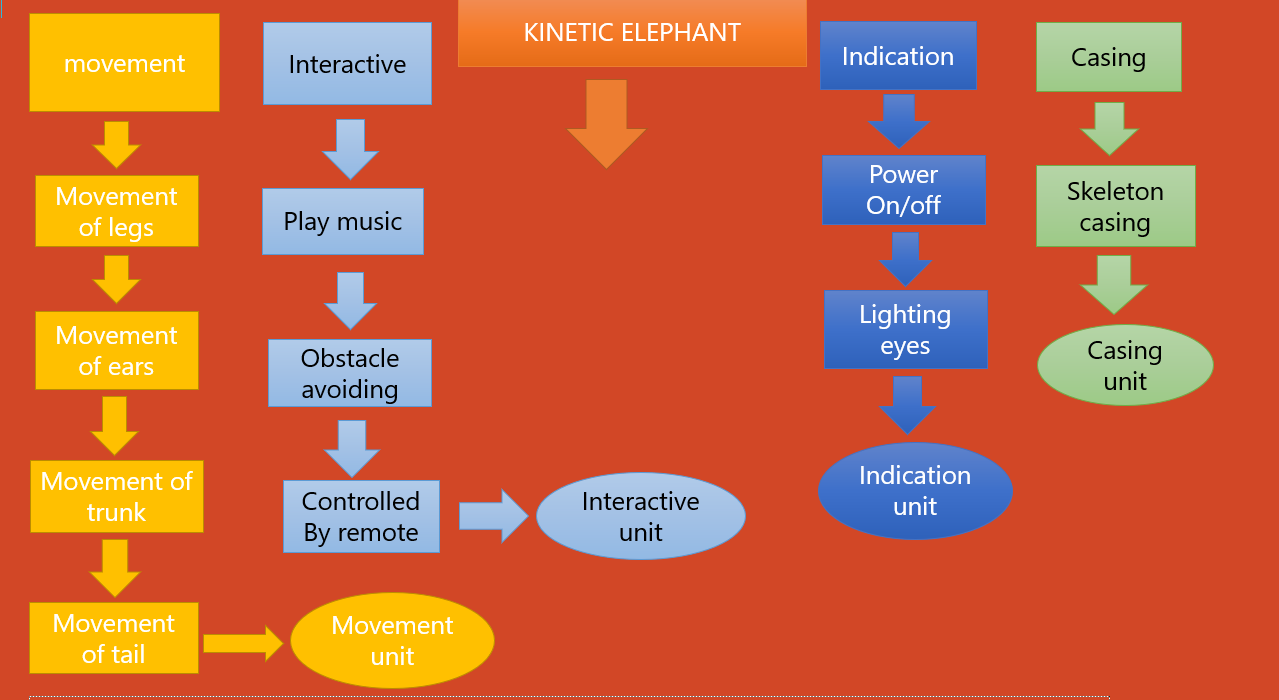 KINETIC ELEPHANT
movement
Movement
of legs
Movement
of ears
Movement of
trunk
Movement
of tail
Movement
unit
Interactive
Play music
Obstacle
avoiding
Controlled
By remote
Interactive
unit
Indication
Power
On/off
Lighting
eyes
Indication
unit
Casing
Skeleton
casing
Casing
unit